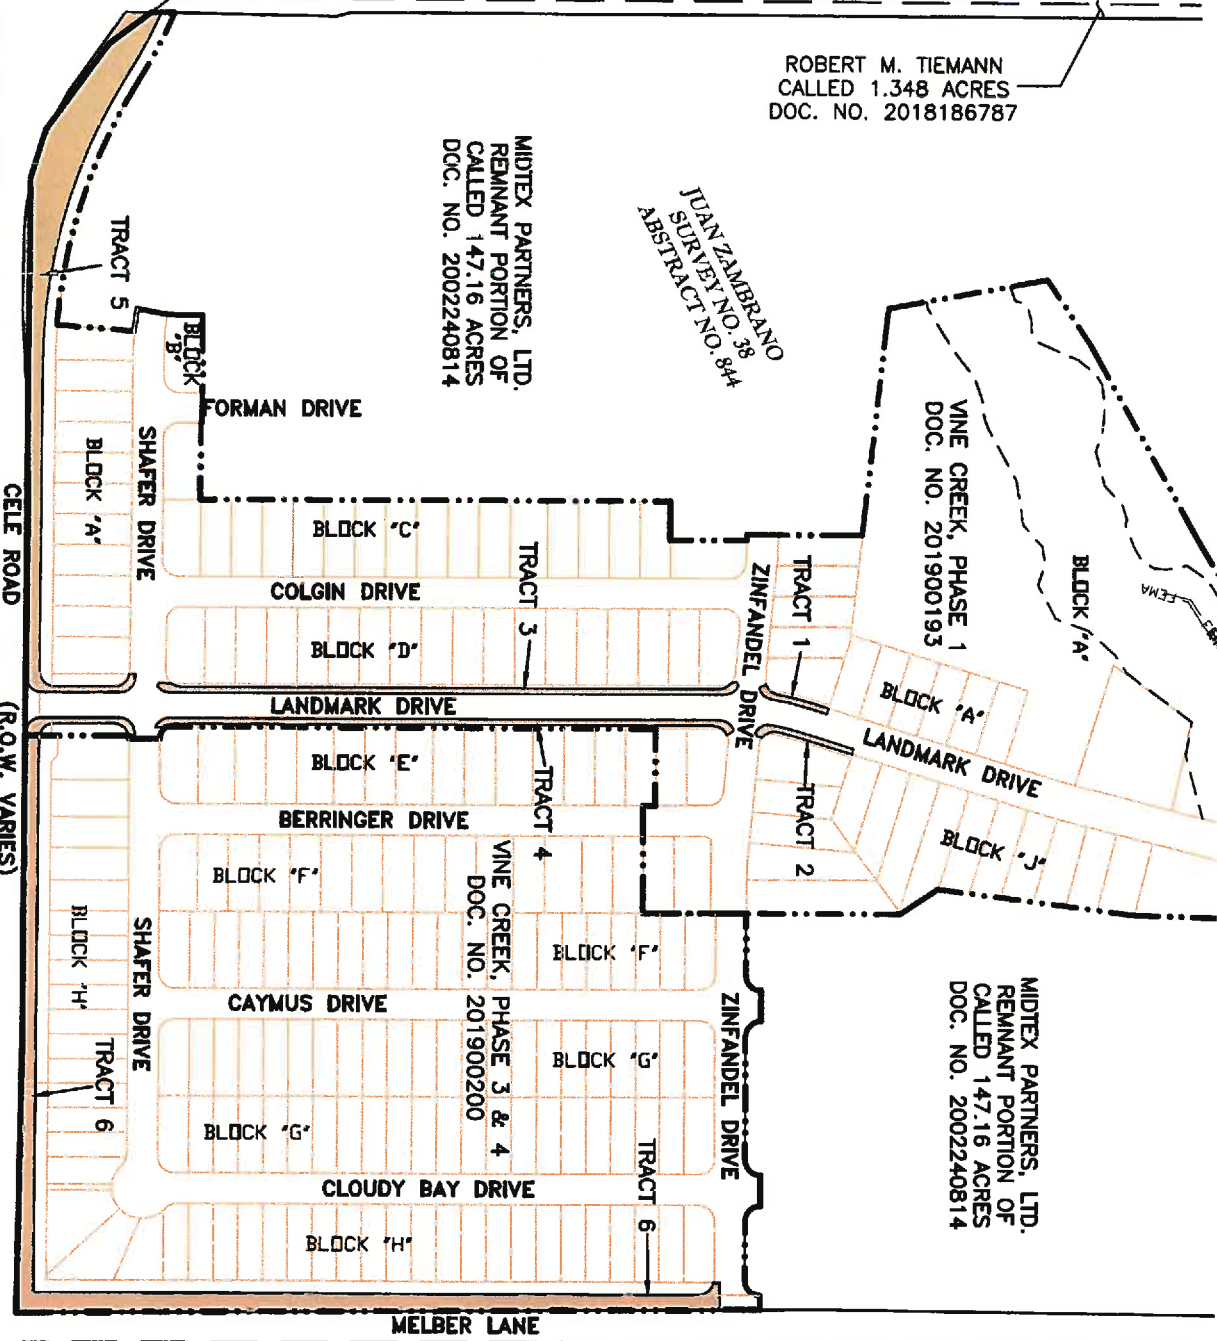 ROBERT M. TIEMANN
CALLED 1.348 ACRES
DOC. NO. 2018186787
MIDTEX PARTNERS, LTD.
REMNANT PORTION OF
CALLED 147.16 ACRES
DOC. NO. 2002240814
JUAN ZAMBRANO
SURVEY NO. 38
ABSTRACT NO. 844
TRACT 5
BLOCK
"B"
FORMAN DRIVE
SHAFER DRIVE
BLOCK "A"
VINE CREEK, PHASE 1
DOC. NO. 201900193
BLOCK "A"
FEMA
CELE ROAD
(R.O.W. VARIES)
BLOCK "C"
TRACT 3
COLGIN DRIVE
BLOCK "D"
ZINFANDEL DRIVE
TRACT 1
BLOCK "A"
LANDMARK DRIVE
LANDMARK DRIVE
BLOCK "E"
TRACT 4
TRACT 2
BLOCK "J"
BERRINGER DRIVE
BLOCK "F"
VINE CREEK, PHASE 3 & 4
DOC. NO. 201900200
BLOCK "F"
BLOCK "H"
SHAFER DRIVE
CAYMUS DRIVE
ZINFANDEL DRIVE
MIDTEX PARTNERS, LTD.
REMNANT PORTION OF
CALLED 147.16 ACRES
DOC. NO. 2002240814
TRACT 6
BLOCK "G"
BLOCK "G"
CLOUDY BAY DRIVE
TRACT 6
BLOCK "H"
MELBER LANE